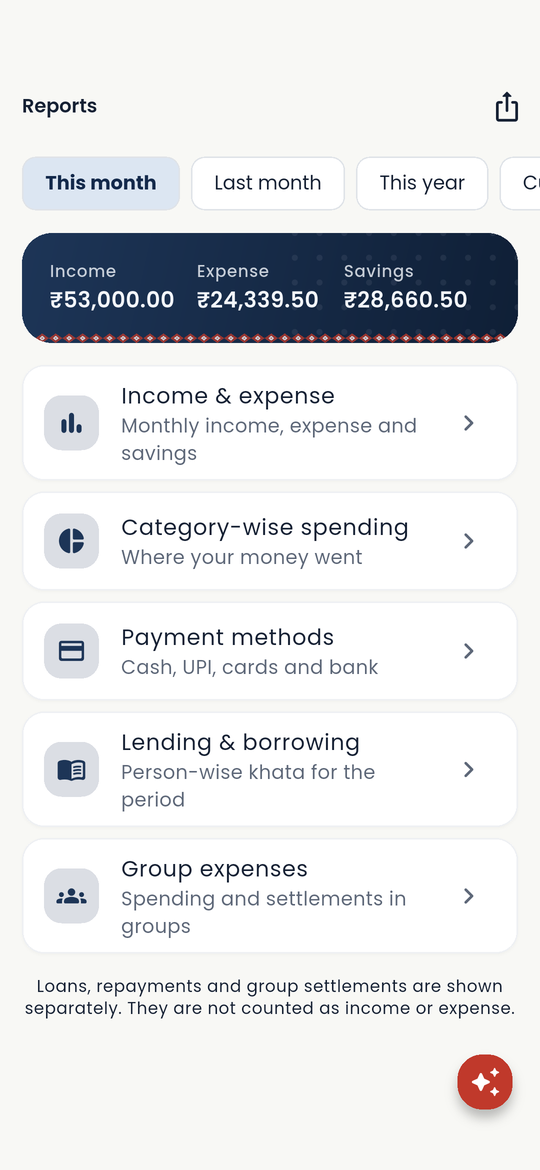 Reports
This month
Last month
This year
Income
Expense
Savings
₹53,000.00
₹24,339.50
₹28,660.50
Income & expense
Monthly income, expense and
savings
Category-wise spending
Where your money went
Payment methods
Cash, UPI, cards and bank
Lending & borrowing
Person-wise khata for the
period
Group expenses
Spending and settlements in
groups
Loans, repayments and group settlements are shown
separately. They are not counted as income or expense.